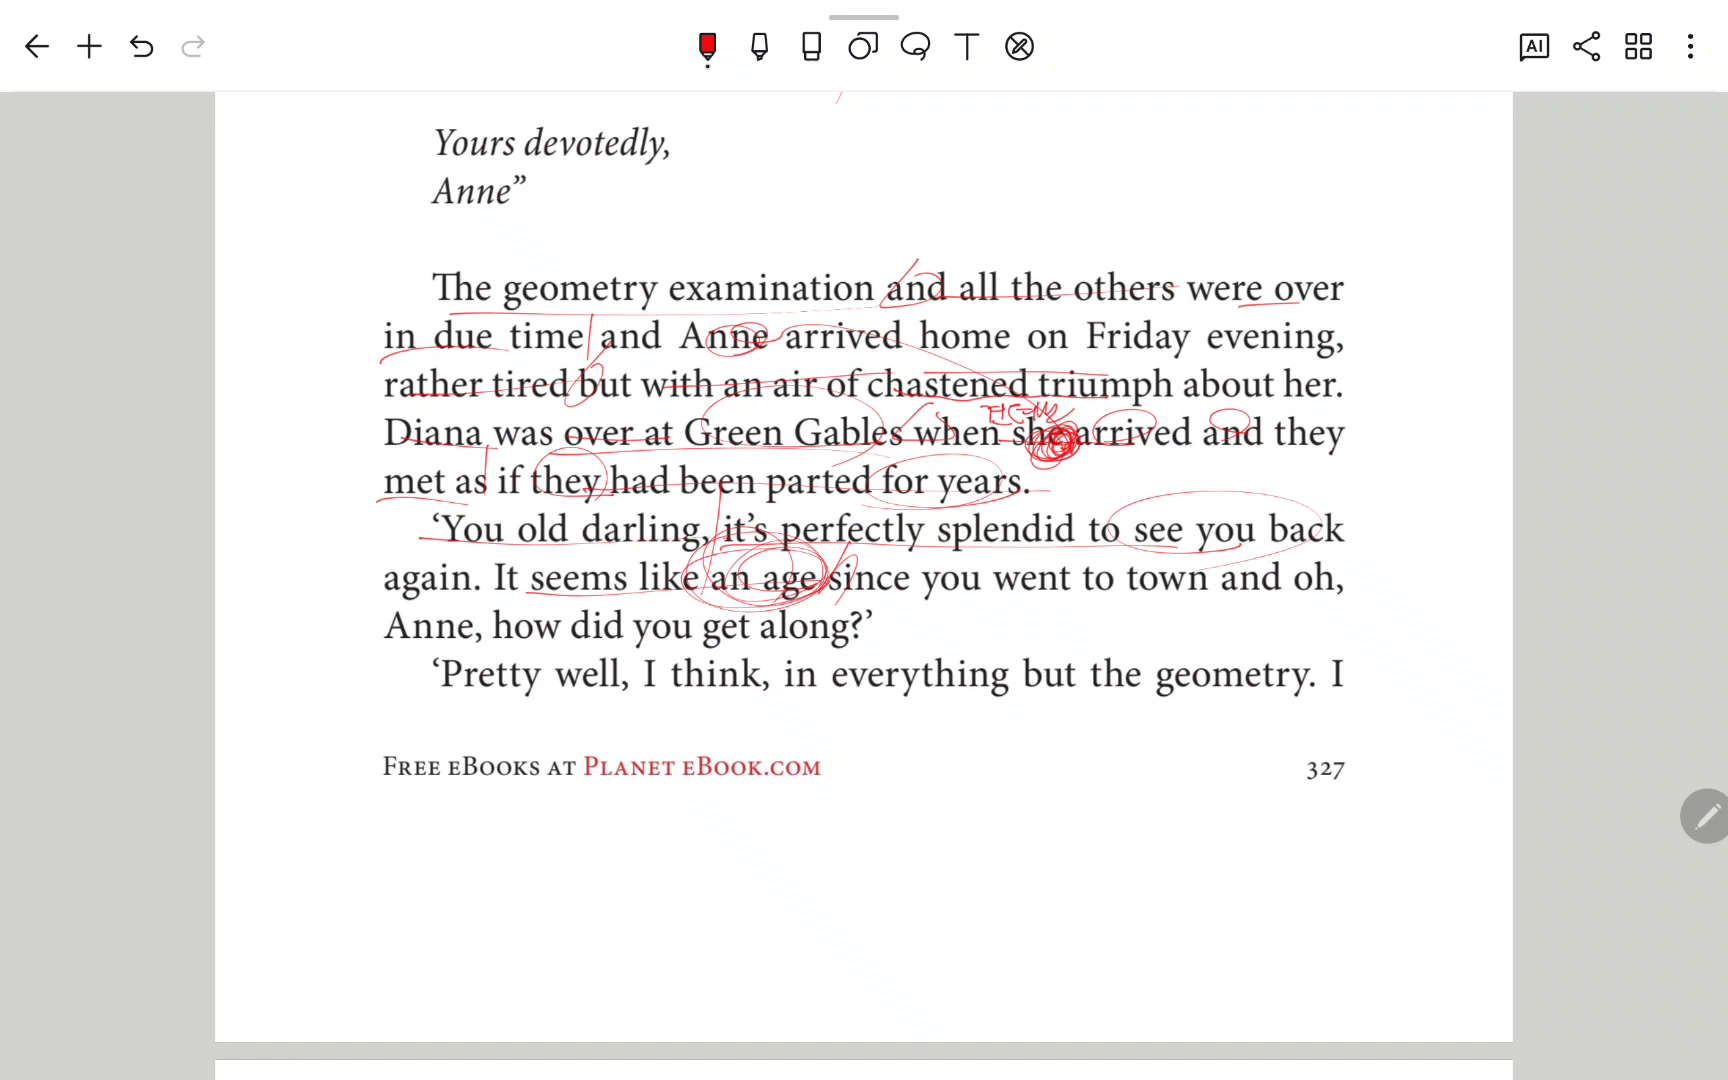 AI
Yours devotedly,
Anne”
The geometry examination and all the others were over
in due time and Anne arrived home on Friday evening,
rather tired but with an air of chastened triumph about her.
Diana was over at Green Gables when she arrived and they
met as if they had been parted for years.
‘You old darling, it’s perfectly splendid to see you back
again. It seems like an age since you went to town and oh,
Anne, how did you get along?’
‘Pretty well, I think, in everything but the geometry. I
Free eBooks at Planet eBook.com
327